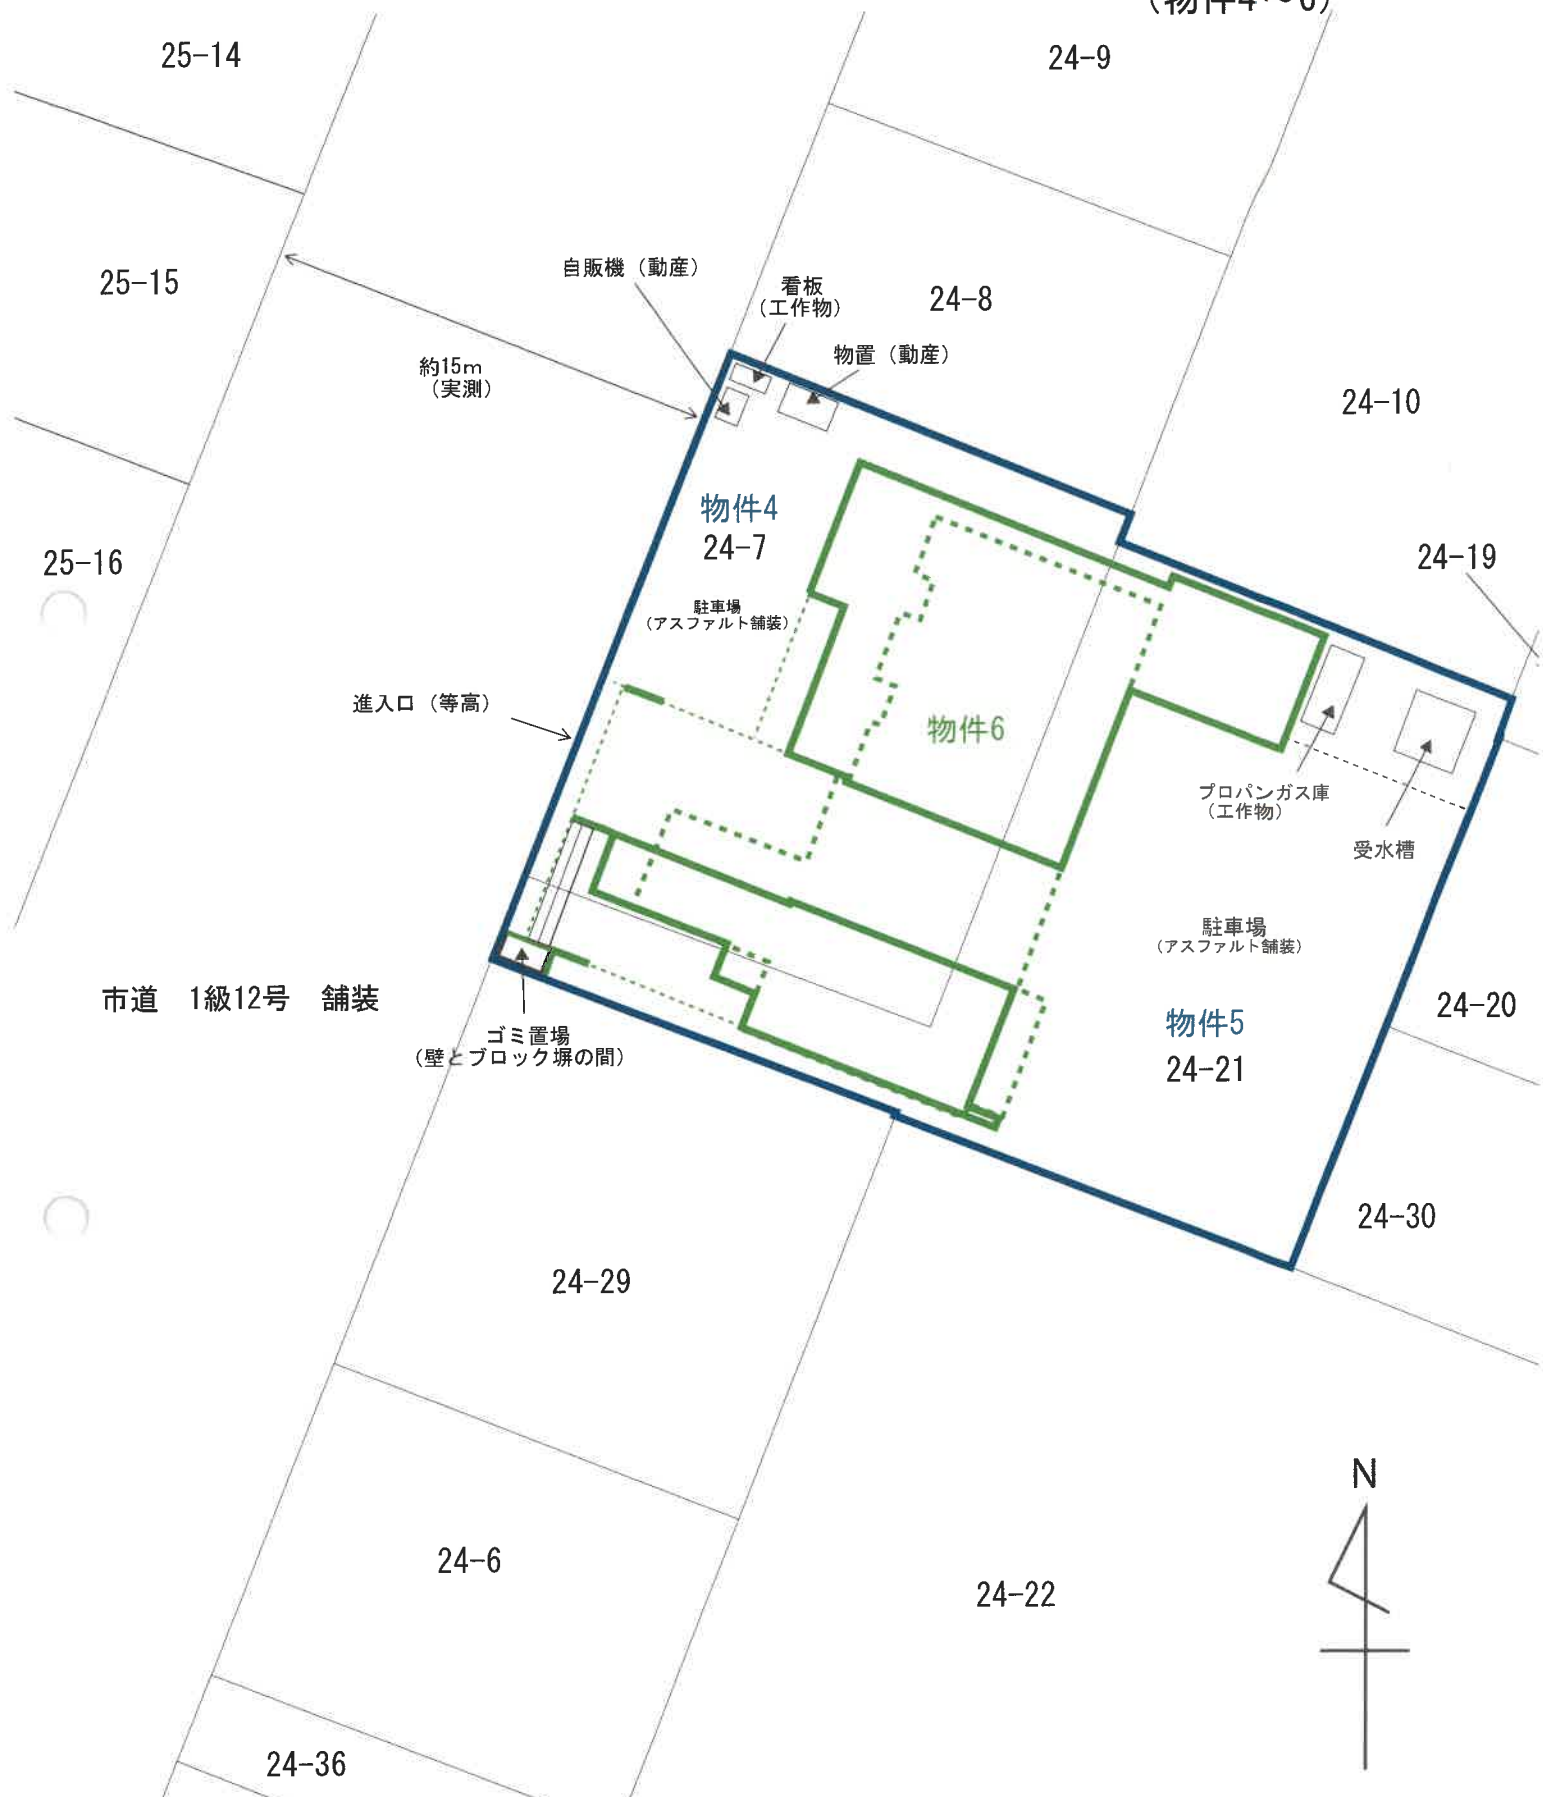 (物件4～6)
25-14
24-9
自販機（動産）
25-15
看板
（工作物）
24-8
物置（動産）
約15m
（実測）
24-10
物件4
24-7
24-19
25-16
駐車場
（アスファルト舗装）
進入口（等高）
物件6
プロパンガス庫
（工作物）
受水槽
駐車場
（アスファルト舗装）
市道　1級12号　舗装
24-20
物件5
ゴミ置場
（壁とブロック塀の間）
24-21
24-30
24-29
N
24-6
24-22
24-36